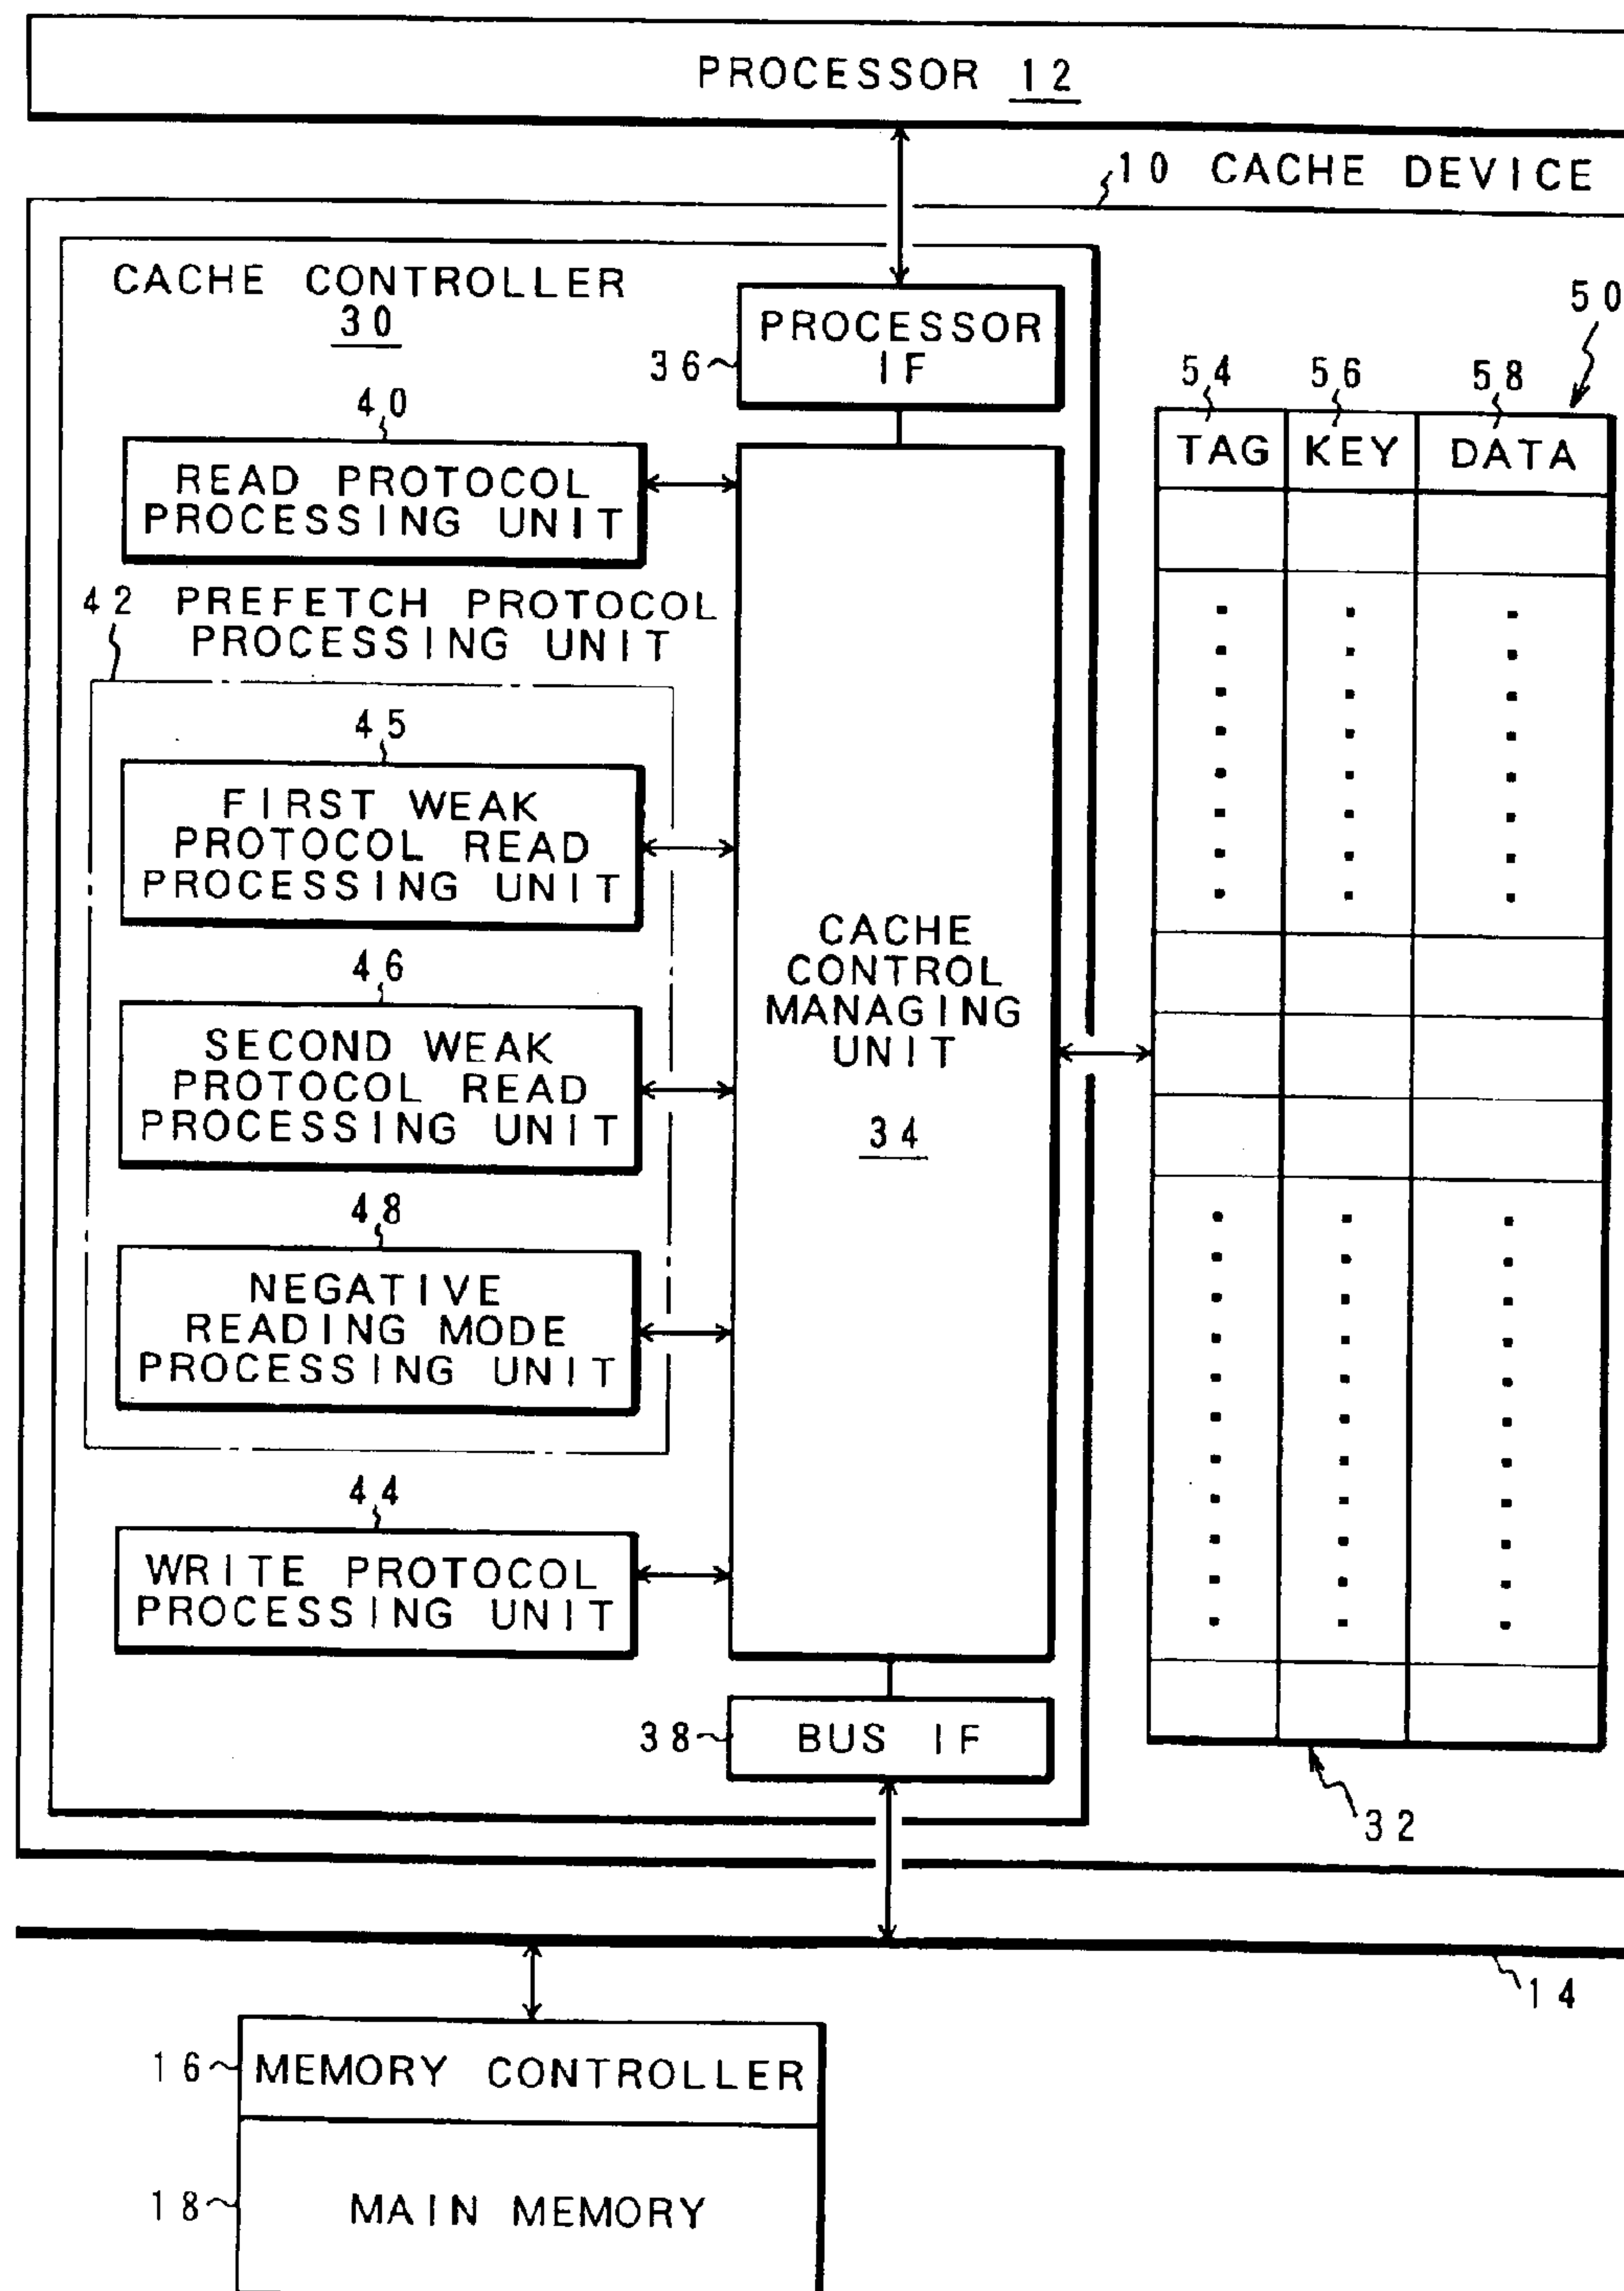 PROCESSOR 12
10 CACHE DEVICE
CACHE CONTROLLER
30
PROCESSOR
IF
36
50
54 56 58
TAG KEY DATA
40
READ PROTOCOL
PROCESSING UNIT
42 PREFETCH PROTOCOL
PROCESSING UNIT
45
FIRST WEAK
PROTOCOL READ
PROCESSING UNIT
46
SECOND WEAK
PROTOCOL READ
PROCESSING UNIT
48
NEGATIVE
READING MODE
PROCESSING UNIT
44
WRITE PROTOCOL
PROCESSING UNIT
CACHE
CONTROL
MANAGING
UNIT
34
38 BUS IF
32
14
16 MEMORY CONTROLLER
18 MAIN MEMORY